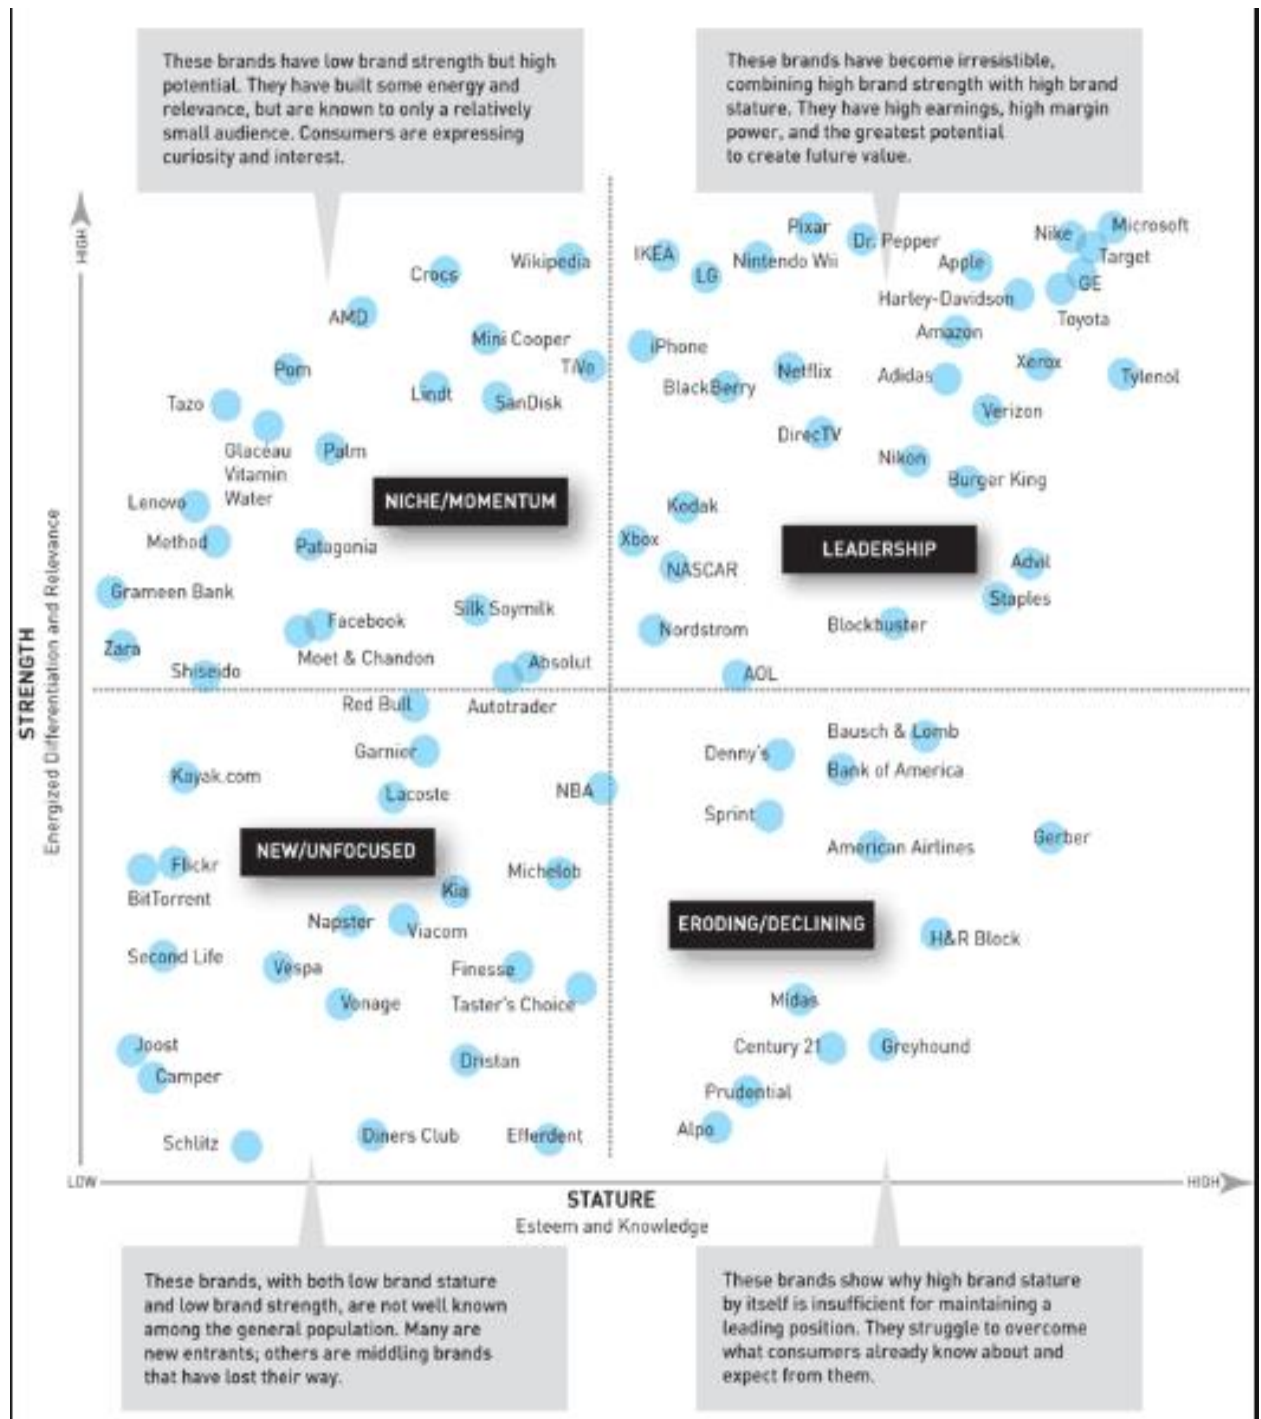 These brands have low brand strength but high
potential. They have built some energy and
relevance, but are known to only a relatively
small audience. Consumers are expressing
curiosity and interest.
These brands have become irresistible,
combining high brand strength with high brand
stature. They have high earnings, high margin
power, and the greatest potential
to create future value.
HIGH
STRENGTH
Energized Differentiation and Relevance
Wikipedia
Crocs
AMD
Mini Cooper
TiVo
Pom
Lindt
SanDisk
Tazo
Glaceau
Vitamin
Water
Palm
NICHE/MOMENTUM
Lenovo
Method
Patagonia
Grameen Bank
Silk Soymilk
Facebook
Zara
Moet & Chandon
Shiseido
Absolut
Autotrader
Pixar
Microsoft
Nike
Dr. Pepper
IKEA
Nintendo Wii
Target
Apple
LG
GE
Harley-Davidson
Toyota
Amazon
iPhone
Netflix
Xerox
BlackBerry
Adidas
Tylenol
Verizon
DirecTV
Nikon
Burger King
Kodak
Xbox
LEADERSHIP
NASCAR
Advil
Staples
Nordstrom
Blockbuster
AOL
Red Bull
Garnier
Kayak.com
Lacoste
NBA
NEW/UNFOCUSED
Flickr
Michelob
BitTorrent
Kia
Napster
Viacom
Second Life
Vespa
Finesse
Vonage
Taster's Choice
Joost
Camper
Dristan
Schlitz
Diners Club
Efferdent
Bausch & Lomb
Denny's
Bank of America
Sprint
American Airlines
Gerber
ERODING/DECLINING
H&R Block
Midas
Century 21
Greyhound
Prudential
Alpo
LOW
HIGH
STATURE
Esteem and Knowledge
These brands, with both low brand stature
and low brand strength, are not well known
among the general population. Many are
new entrants; others are middling brands
that have lost their way.
These brands show why high brand stature
by itself is insufficient for maintaining a
leading position. They struggle to overcome
what consumers already know about and
expect from them.